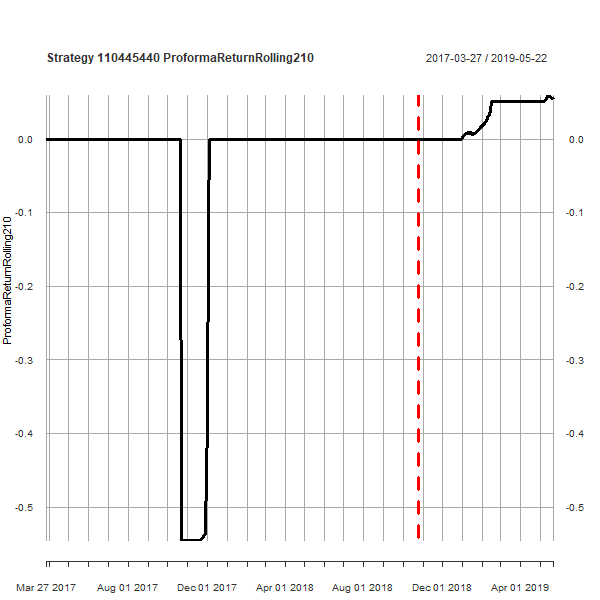 Strategy 110445440 ProformaReturnRolling210
2017-03-27 / 2019-05-22
ProformaReturnRolling210
0.0 0.0
-0.1 -0.1
-0.2 -0.2
-0.3 -0.3
-0.4 -0.4
-0.5 -0.5
Mar 27 2017 Aug 01 2017 Dec 01 2017 Apr 01 2018 Aug 01 2018 Dec 01 2018 Apr 01 2019